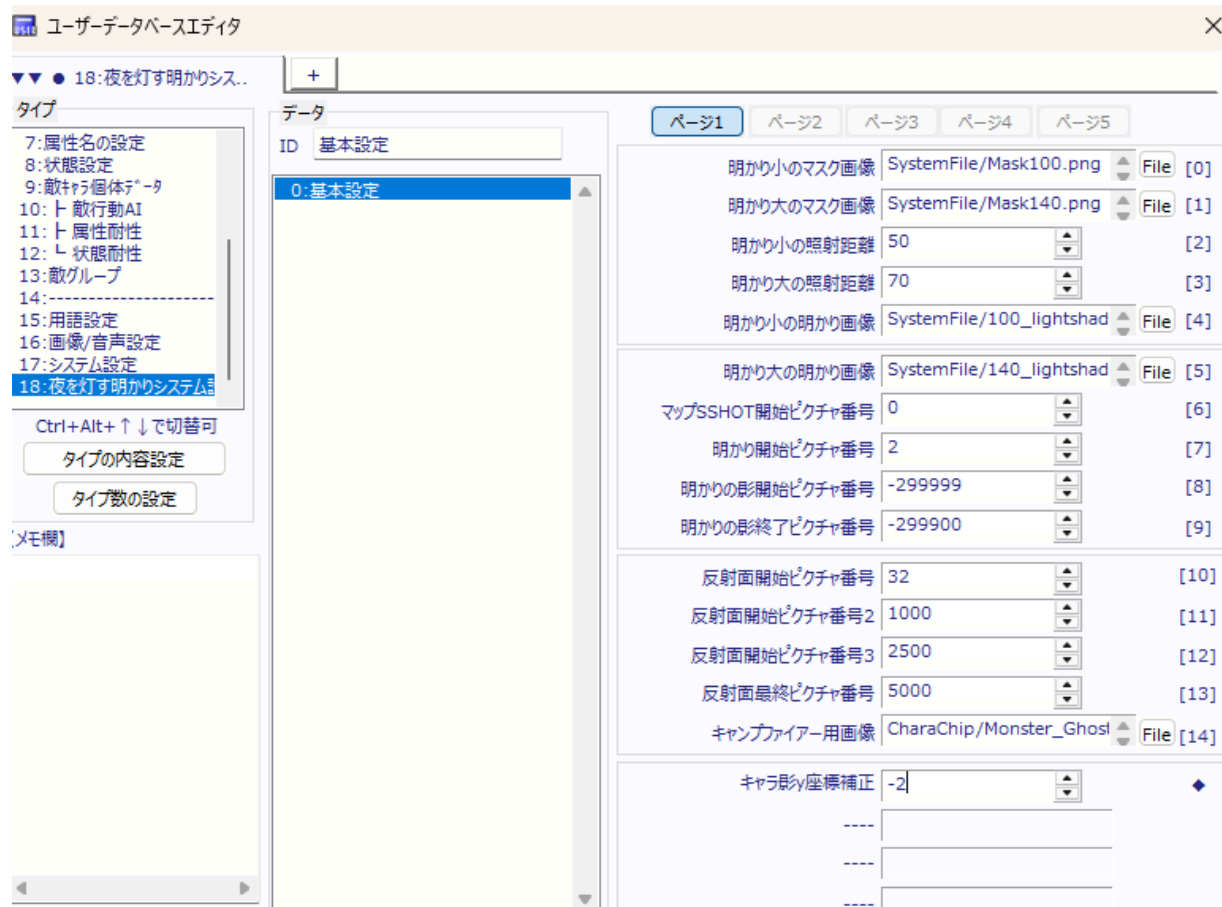 ユーザーデータベースエディタ
▼▼ ● 18:夜を灯す明かりシス..
+
タイプ
7:属性名の設定
8:状態設定
9:敵キャラ個体データ
10:┣ 敵行動AI
11:┣ 属性耐性
12:┗ 状態耐性
13:敵グループ
14:---------------------
15:用語設定
16:画像/音声設定
17:システム設定
18:夜を灯す明かりシステム
Ctrl+Alt+↑↓で切替可
タイプの内容設定
タイプ数の設定
メモ欄】
データ
ID 基本設定
0:基本設定
ページ1 ページ2 ページ3 ページ4 ページ5
明かり小のマスク画像 SystemFile/Mask100.png File [0]
明かり大のマスク画像 SystemFile/Mask140.png File [1]
明かり小の照射距離 50 [2]
明かり大の照射距離 70 [3]
明かり小の明かり画像 SystemFile/100_lightshad File [4]
明かり大の明かり画像 SystemFile/140_lightshad File [5]
マップSSHOT開始ピクチャ番号 0 [6]
明かり開始ピクチャ番号 2 [7]
明かりの影開始ピクチャ番号 -299999 [8]
明かりの影終了ピクチャ番号 -299900 [9]
反射面開始ピクチャ番号 32 [10]
反射面開始ピクチャ番号2 1000 [11]
反射面開始ピクチャ番号3 2500 [12]
反射面最終ピクチャ番号 5000 [13]
キャンプファイアー用画像 CharaChip/Monster_Ghost File [14]
キャラ影y座標補正 -2 ◆
----
----
----